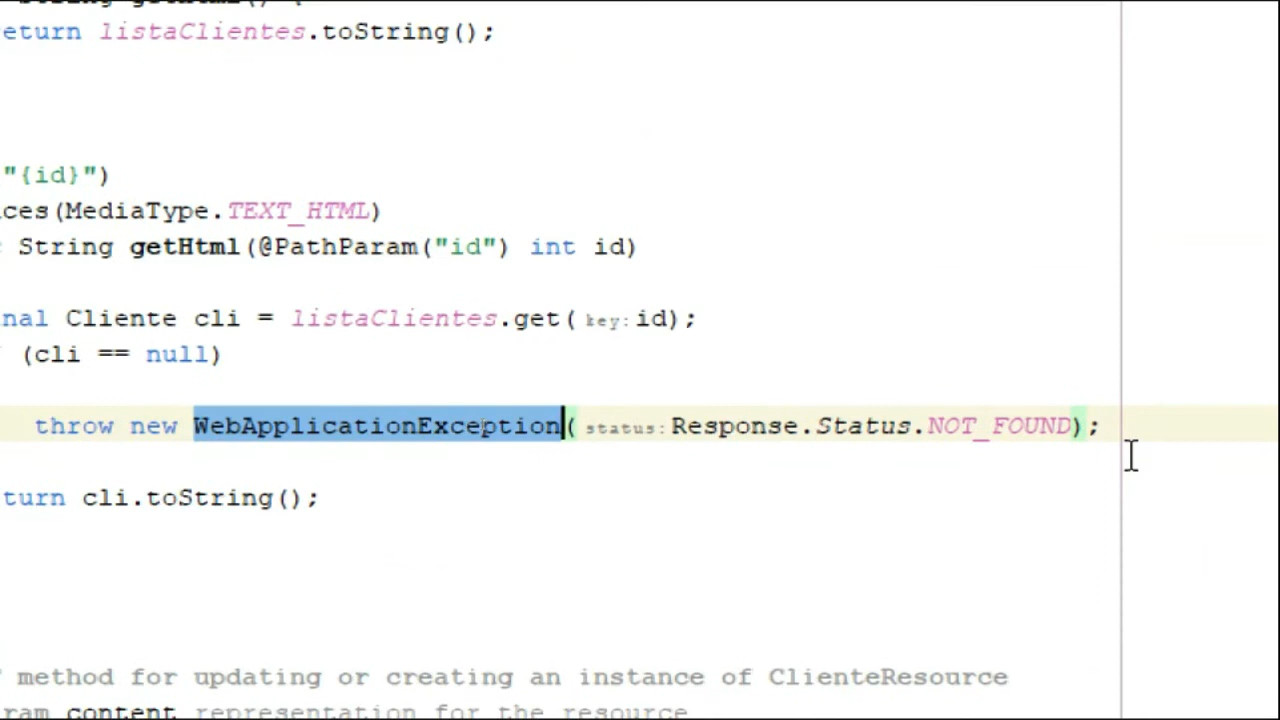 eturn listaClientes.toString();
"{id}")
ces(MediaType.TEXT_HTML)
String getHtml(@PathParam("id") int id)
nal Cliente cli = listaClientes.get( key: id);
(cli == null)
throw new WebApplicationException( status: Response.Status.NOT_FOUND);
turn cli.toString();
method for updating or creating an instance of ClienteResource
ram content representation for the resource